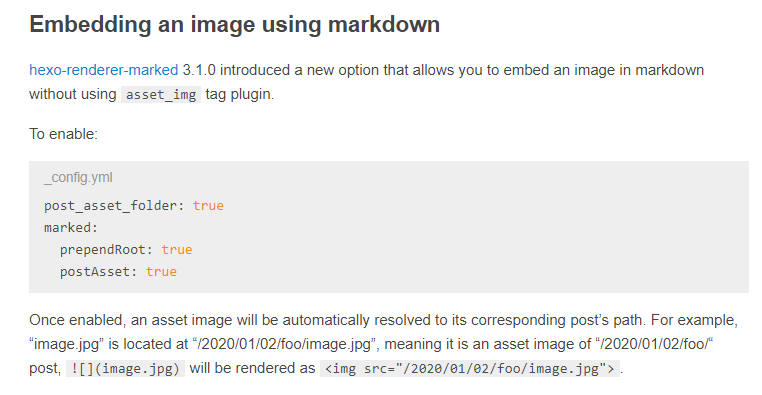 Embedding an image using markdown
hexo-renderer-marked 3.1.0 introduced a new option that allows you to embed an image in markdown
without using asset_img tag plugin.
To enable:
_config.yml
post_asset_folder: true
marked:
  prependRoot: true
  postAsset: true
Once enabled, an asset image will be automatically resolved to its corresponding post’s path. For example,
“image.jpg” is located at “/2020/01/02/foo/image.jpg”, meaning it is an asset image of “/2020/01/02/foo/“
post, ![](image.jpg) will be rendered as <img src="/2020/01/02/foo/image.jpg">.